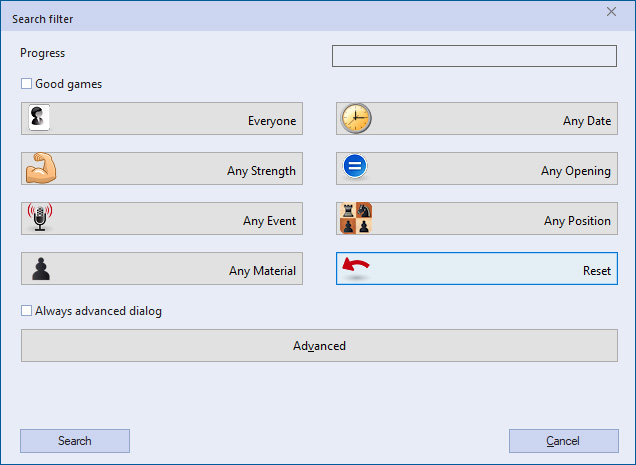 Search filter
Progress
Good games
Everyone
Any Date
Any Strength
Any Opening
Any Event
Any Position
Any Material
Reset
Always advanced dialog
Advanced
Search
Cancel